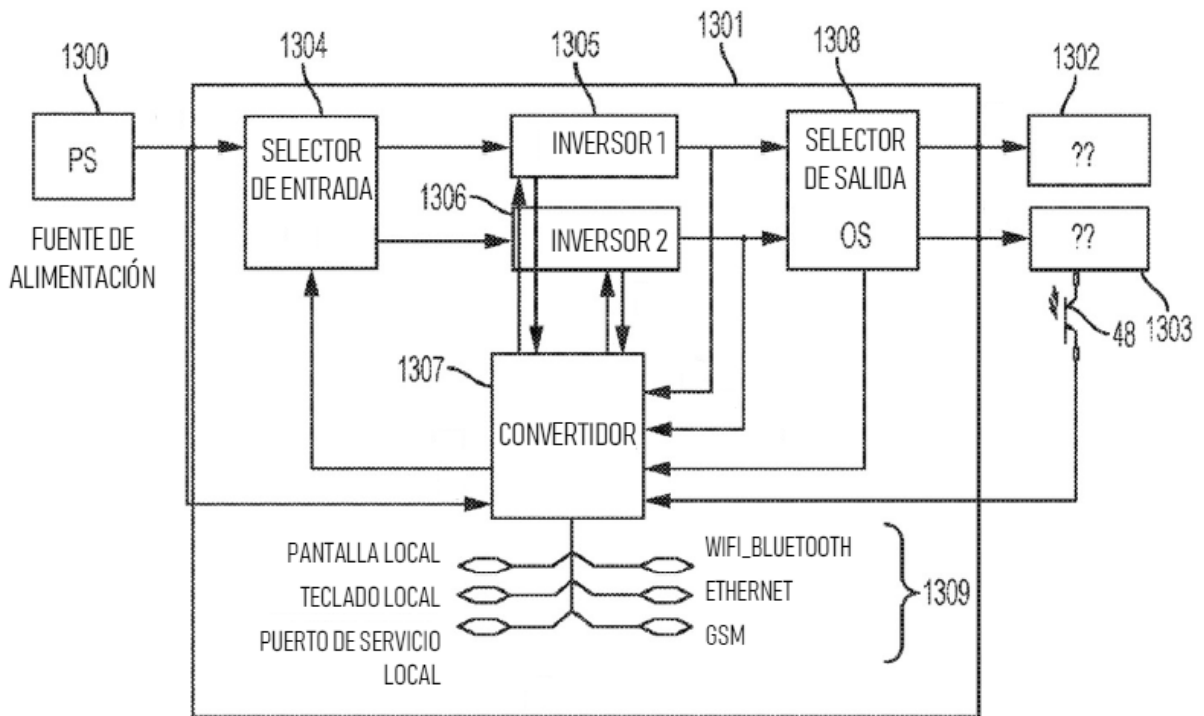 1300
1304
1305
1301
1308
1302
PS
SELECTOR
DE ENTRADA
INVERSOR 1
SELECTOR
DE SALIDA
OS
??
1306
INVERSOR 2
??
FUENTE DE
ALIMENTACIÓN
48
1303
1307
CONVERTIDOR
PANTALLA LOCAL
WIFI_BLUETOOTH
TECLADO LOCAL
ETHERNET
PUERTO DE SERVICIO
LOCAL
GSM
1309